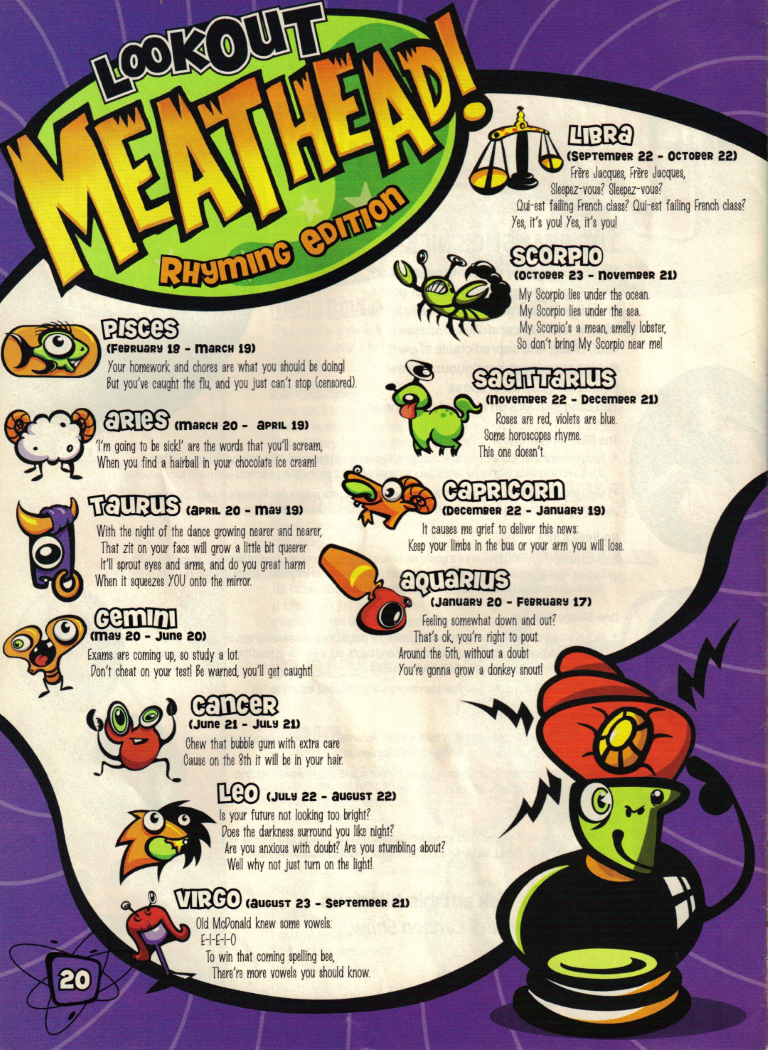 LOOKOUT
MEATHEAD!
RHYMING EDITION
PISCES
(FEBRUARY 18 - MARCH 19)
Your homework and chores are what you should be doing!
But you've caught the flu, and you just can't stop (censored).
ARIES (MARCH 20 - APRIL 19)
'I'm going to be sick!' are the words that you'll scream,
When you find a hairball in your chocolate ice cream!
TAURUS (APRIL 20 - MAY 19)
With the night of the dance growing nearer and nearer,
That zit on your face will grow a little bit queerer
It'll sprout eyes and arms, and do you great harm
When it squeezes YOU onto the mirror.
GEMINI
(MAY 20 - JUNE 20)
Exams are coming up, so study a lot.
Don't cheat on your test! Be warned, you'll get caught!
CANCER
(JUNE 21 - JULY 21)
Chew that bubble gum with extra care
Cause on the 8th it will be in your hair.
LEO (JULY 22 - AUGUST 22)
Is your future not looking too bright?
Does the darkness surround you like night?
Are you anxious with doubt? Are you stumbling about?
Well why not just turn on the light!
VIRGO (AUGUST 23 - SEPTEMBER 21)
Old McDonald knew some vowels:
E-I-E-I-O
To win that coming spelling bee,
There're more vowels you should know.
LIBRA
(SEPTEMBER 22 - OCTOBER 22)
Frère Jacques, Frère Jacques,
Sleepez-vous? Sleepez-vous?
Qui-est failing French class? Qui-est failing French class?
Yes, it's you! Yes, it's you!
SCORPIO
(OCTOBER 23 - NOVEMBER 21)
My Scorpio lies under the ocean.
My Scorpio lies under the sea.
My Scorpio's a mean, smelly lobster,
So don't bring My Scorpio near me!
SAGITTARIUS
(NOVEMBER 22 - DECEMBER 21)
Roses are red, violets are blue.
Some horoscopes rhyme.
This one doesn't.
CAPRICORN
(DECEMBER 22 - JANUARY 19)
It causes me grief to deliver this news:
Keep your limbs in the bus or your arm you will lose.
AQUARIUS
(JANUARY 20 - FEBRUARY 17)
Feeling somewhat down and out?
That's ok, you're right to pout.
Around the 5th, without a doubt
You're gonna grow a donkey snout!
20